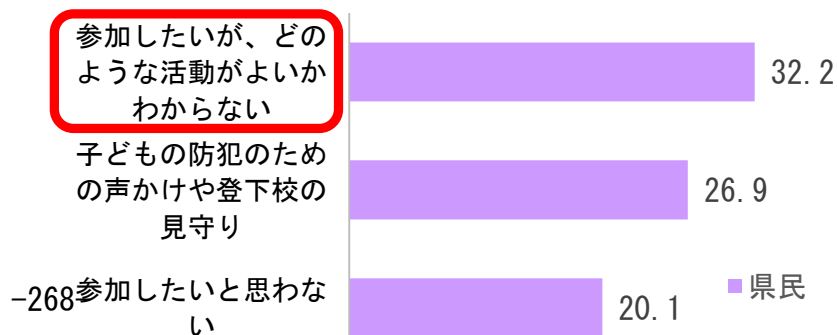 参加したいが、どの
ような活動がよいか
わからない
32.2
子どもの防犯のため
の声かけや登下校の
見守り
26.9
-268
参加したいと思わな
い
20.1
県民